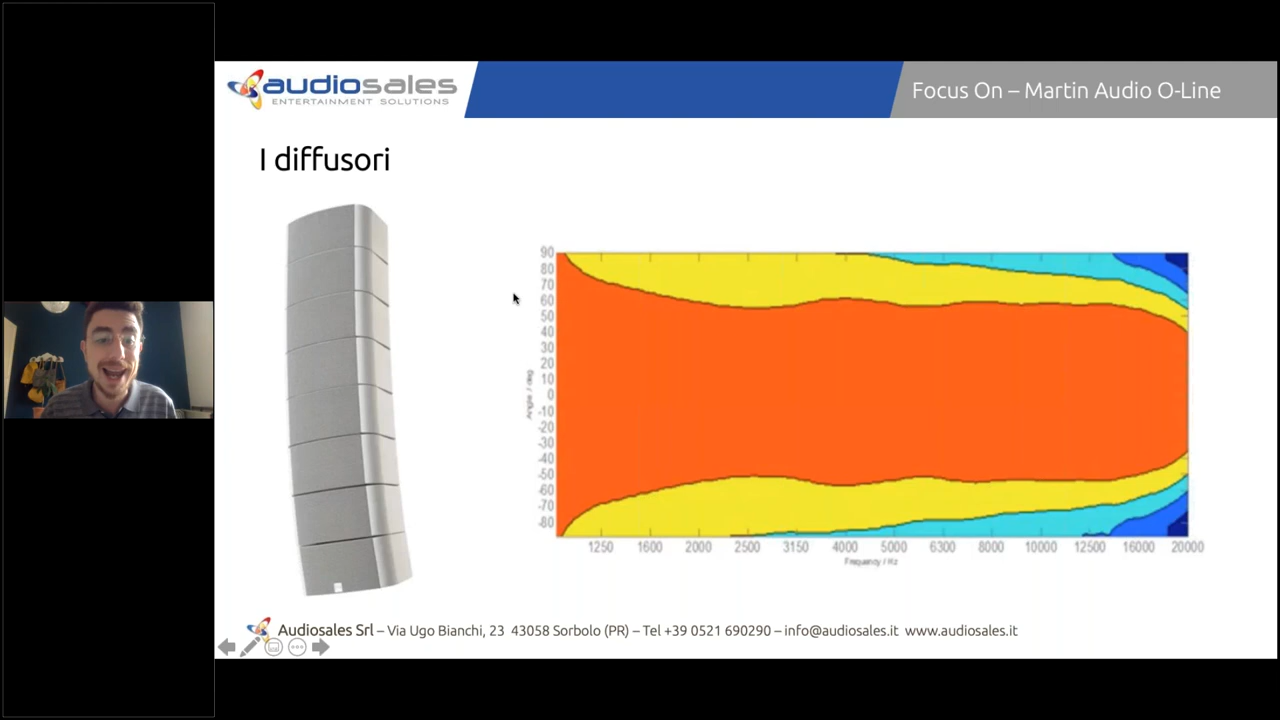 audiosales
ENTERTAINMENT SOLUTIONS
Focus On – Martin Audio O-Line
I diffusori
90
80
70
60
50
40
30
20
10
0
-10
-20
-30
-40
-50
-60
-70
-80
Angle / deg
1250 1600 2000 2500 3150 4000 5000 6300 8000 10000 12500 16000 20000
Frequency / Hz
Audiosales Srl – Via Ugo Bianchi, 23 43058 Sorbolo (PR) – Tel +39 0521 690290 – info@audiosales.it www.audiosales.it